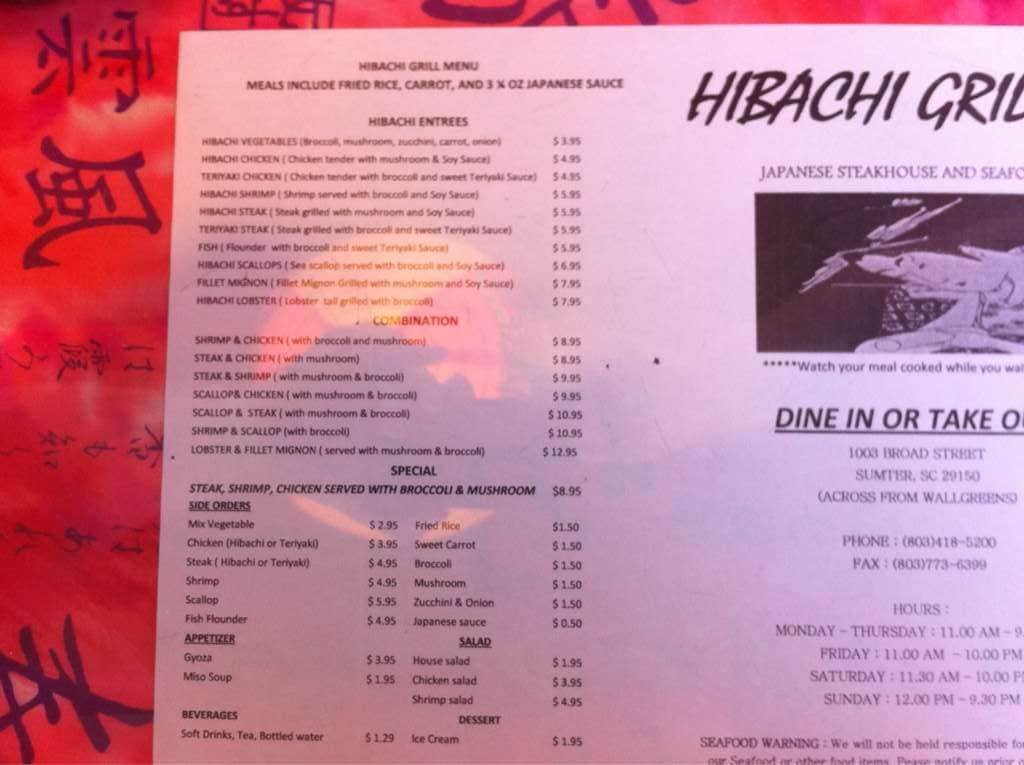 HIBACHI GRILL MENU
MEALS INCLUDE FRIED RICE, CARROT, AND 3 ¼ OZ JAPANESE SAUCE
HIBACHI ENTREES
HIBACHI VEGETABLES (Broccoli, mushroom, zucchini, carrot, onion) $ 3.95
HIBACHI CHICKEN ( Chicken tender with mushroom & Soy Sauce) $ 4.95
TERIYAKI CHICKEN ( Chicken tender with broccoli and sweet Teriyaki Sauce) $ 4.95
HIBACHI SHRIMP ( Shrimp served with broccoli and Soy Sauce) $ 5.95
HIBACHI STEAK ( Steak grilled with mushroom and Soy Sauce) $ 5.95
TERIYAKI STEAK ( Steak grilled with broccoli and sweet Teriyaki Sauce) $ 5.95
FISH ( Flounder with broccoli and sweet Teriyaki Sauce) $ 5.95
HIBACHI SCALLOPS ( Sea scallop served with broccoli and Soy Sauce) $ 6.95
FILLET MIGNON ( Fillet Mignon Grilled with mushroom and Soy Sauce) $ 7.95
HIBACHI LOBSTER ( Lobster tail grilled with broccoli) $ 7.95
COMBINATION
SHRIMP & CHICKEN ( with broccoli and mushroom) $ 8.95
STEAK & CHICKEN ( with mushroom) $ 8.95
STEAK & SHRIMP ( with mushroom & broccoli) $ 9.95
SCALLOP& CHICKEN ( with mushroom & broccoli) $ 9.95
SCALLOP & STEAK ( with mushroom & broccoli) $ 10.95
SHRIMP & SCALLOP (with broccoli) $ 10.95
LOBSTER & FILLET MIGNON ( served with mushroom & broccoli) $ 12.95
SPECIAL
STEAK, SHRIMP, CHICKEN SERVED WITH BROCCOLI & MUSHROOM $8.95
SIDE ORDERS
Mix Vegetable $ 2.95 Fried Rice $1.50
Chicken (Hibachi or Teriyaki) $ 3.95 Sweet Carrot $ 1.50
Steak ( Hibachi or Teriyaki) $ 4.95 Broccoli $ 1.50
Shrimp $ 4.95 Mushroom $ 1.50
Scallop $ 5.95 Zucchini & Onion $ 1.50
Fish Flounder $ 4.95 Japanese sauce $ 0.50
APPETIZER SALAD
Gyoza $ 3.95 House salad $ 1.95
Miso Soup $ 1.95 Chicken salad $ 3.95
Shrimp salad $ 4.95
BEVERAGES DESSERT
Soft Drinks, Tea, Bottled water $ 1.29 Ice Cream $ 1.95
HIBACHI GRIL
JAPANESE STEAKHOUSE AND SEAFO
*****Watch your meal cooked while you wai
DINE IN OR TAKE OU
1003 BROAD STREET
SUMTER, SC 29150
(ACROSS FROM WALLGREENS)
PHONE : (803)418-5200
FAX : (803)773-6399
HOURS :
MONDAY - THURSDAY : 11.00 AM - 9.
FRIDAY : 11.00 AM - 10.00 PM
SATURDAY : 11.30 AM - 10.00 P
SUNDAY : 12.00 PM - 9.30 PM
SEAFOOD WARNING : We will not be held responsible fo
our Seafood or other food items. Please notify us prior
雲
風
春